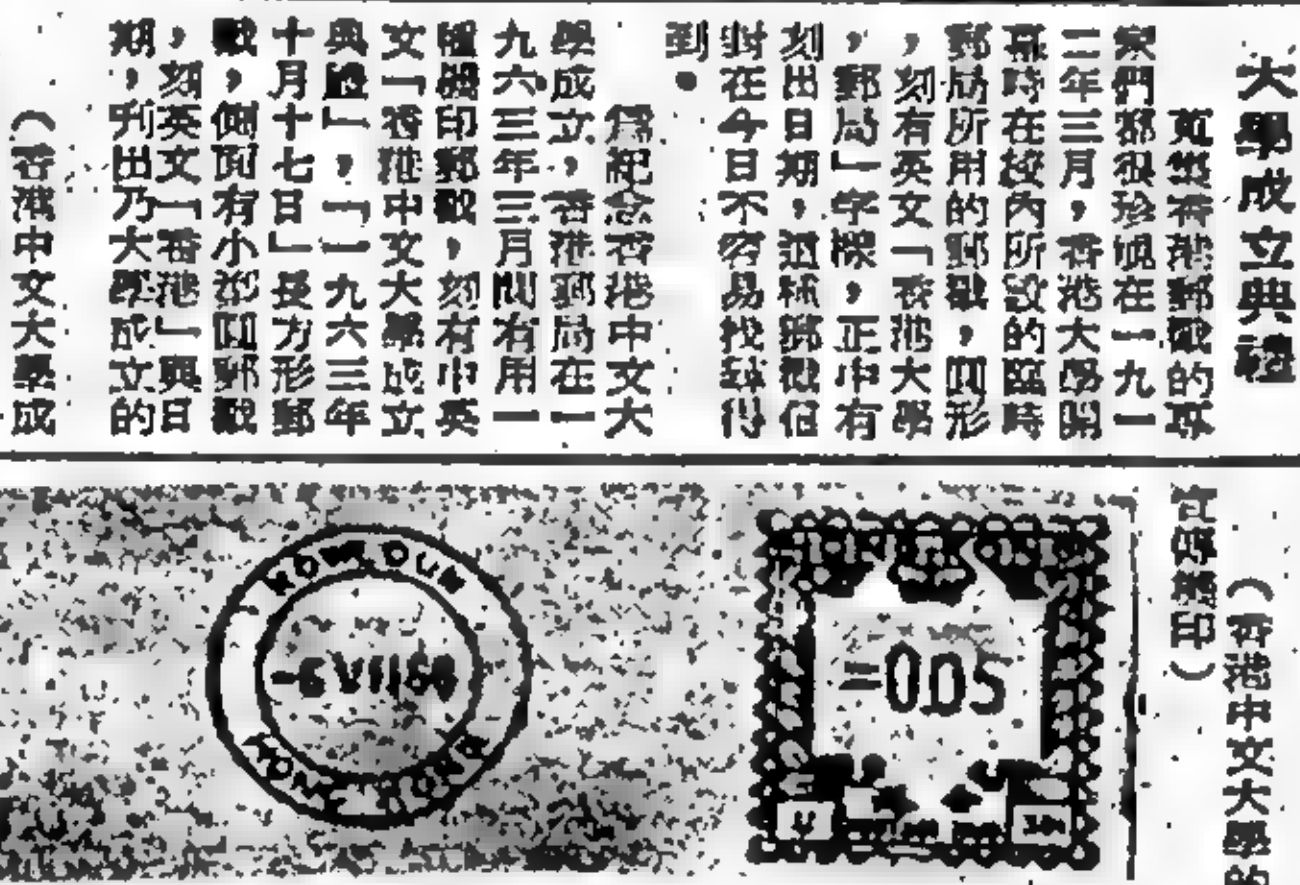 大學成立典禮
蒐集香港郵戳的專
家們都很珍視在一九一
二年三月,香港大學開
幕時在校內所設的臨時
郵局所用的郵戳,圓形
,刻有英文「香港大學
,郵局」字樣,正中有
刻出日期,這種郵戳信
封在今日不容易找尋得
到。
為紀念香港中文大
學成立,香港郵局在一
九六三年三月間有用一
種機印郵戳,刻有中英
文「香港中文大學成立
典禮」,「一九六三年
十月十七日」長方形郵
戳,側面有小型圓郵戳
,刻英文「香港」與日
期,刊出乃大學成立的
(香港中文大學成
(香港中文大學的
印)
KOWLOON
HONG KONG
=005